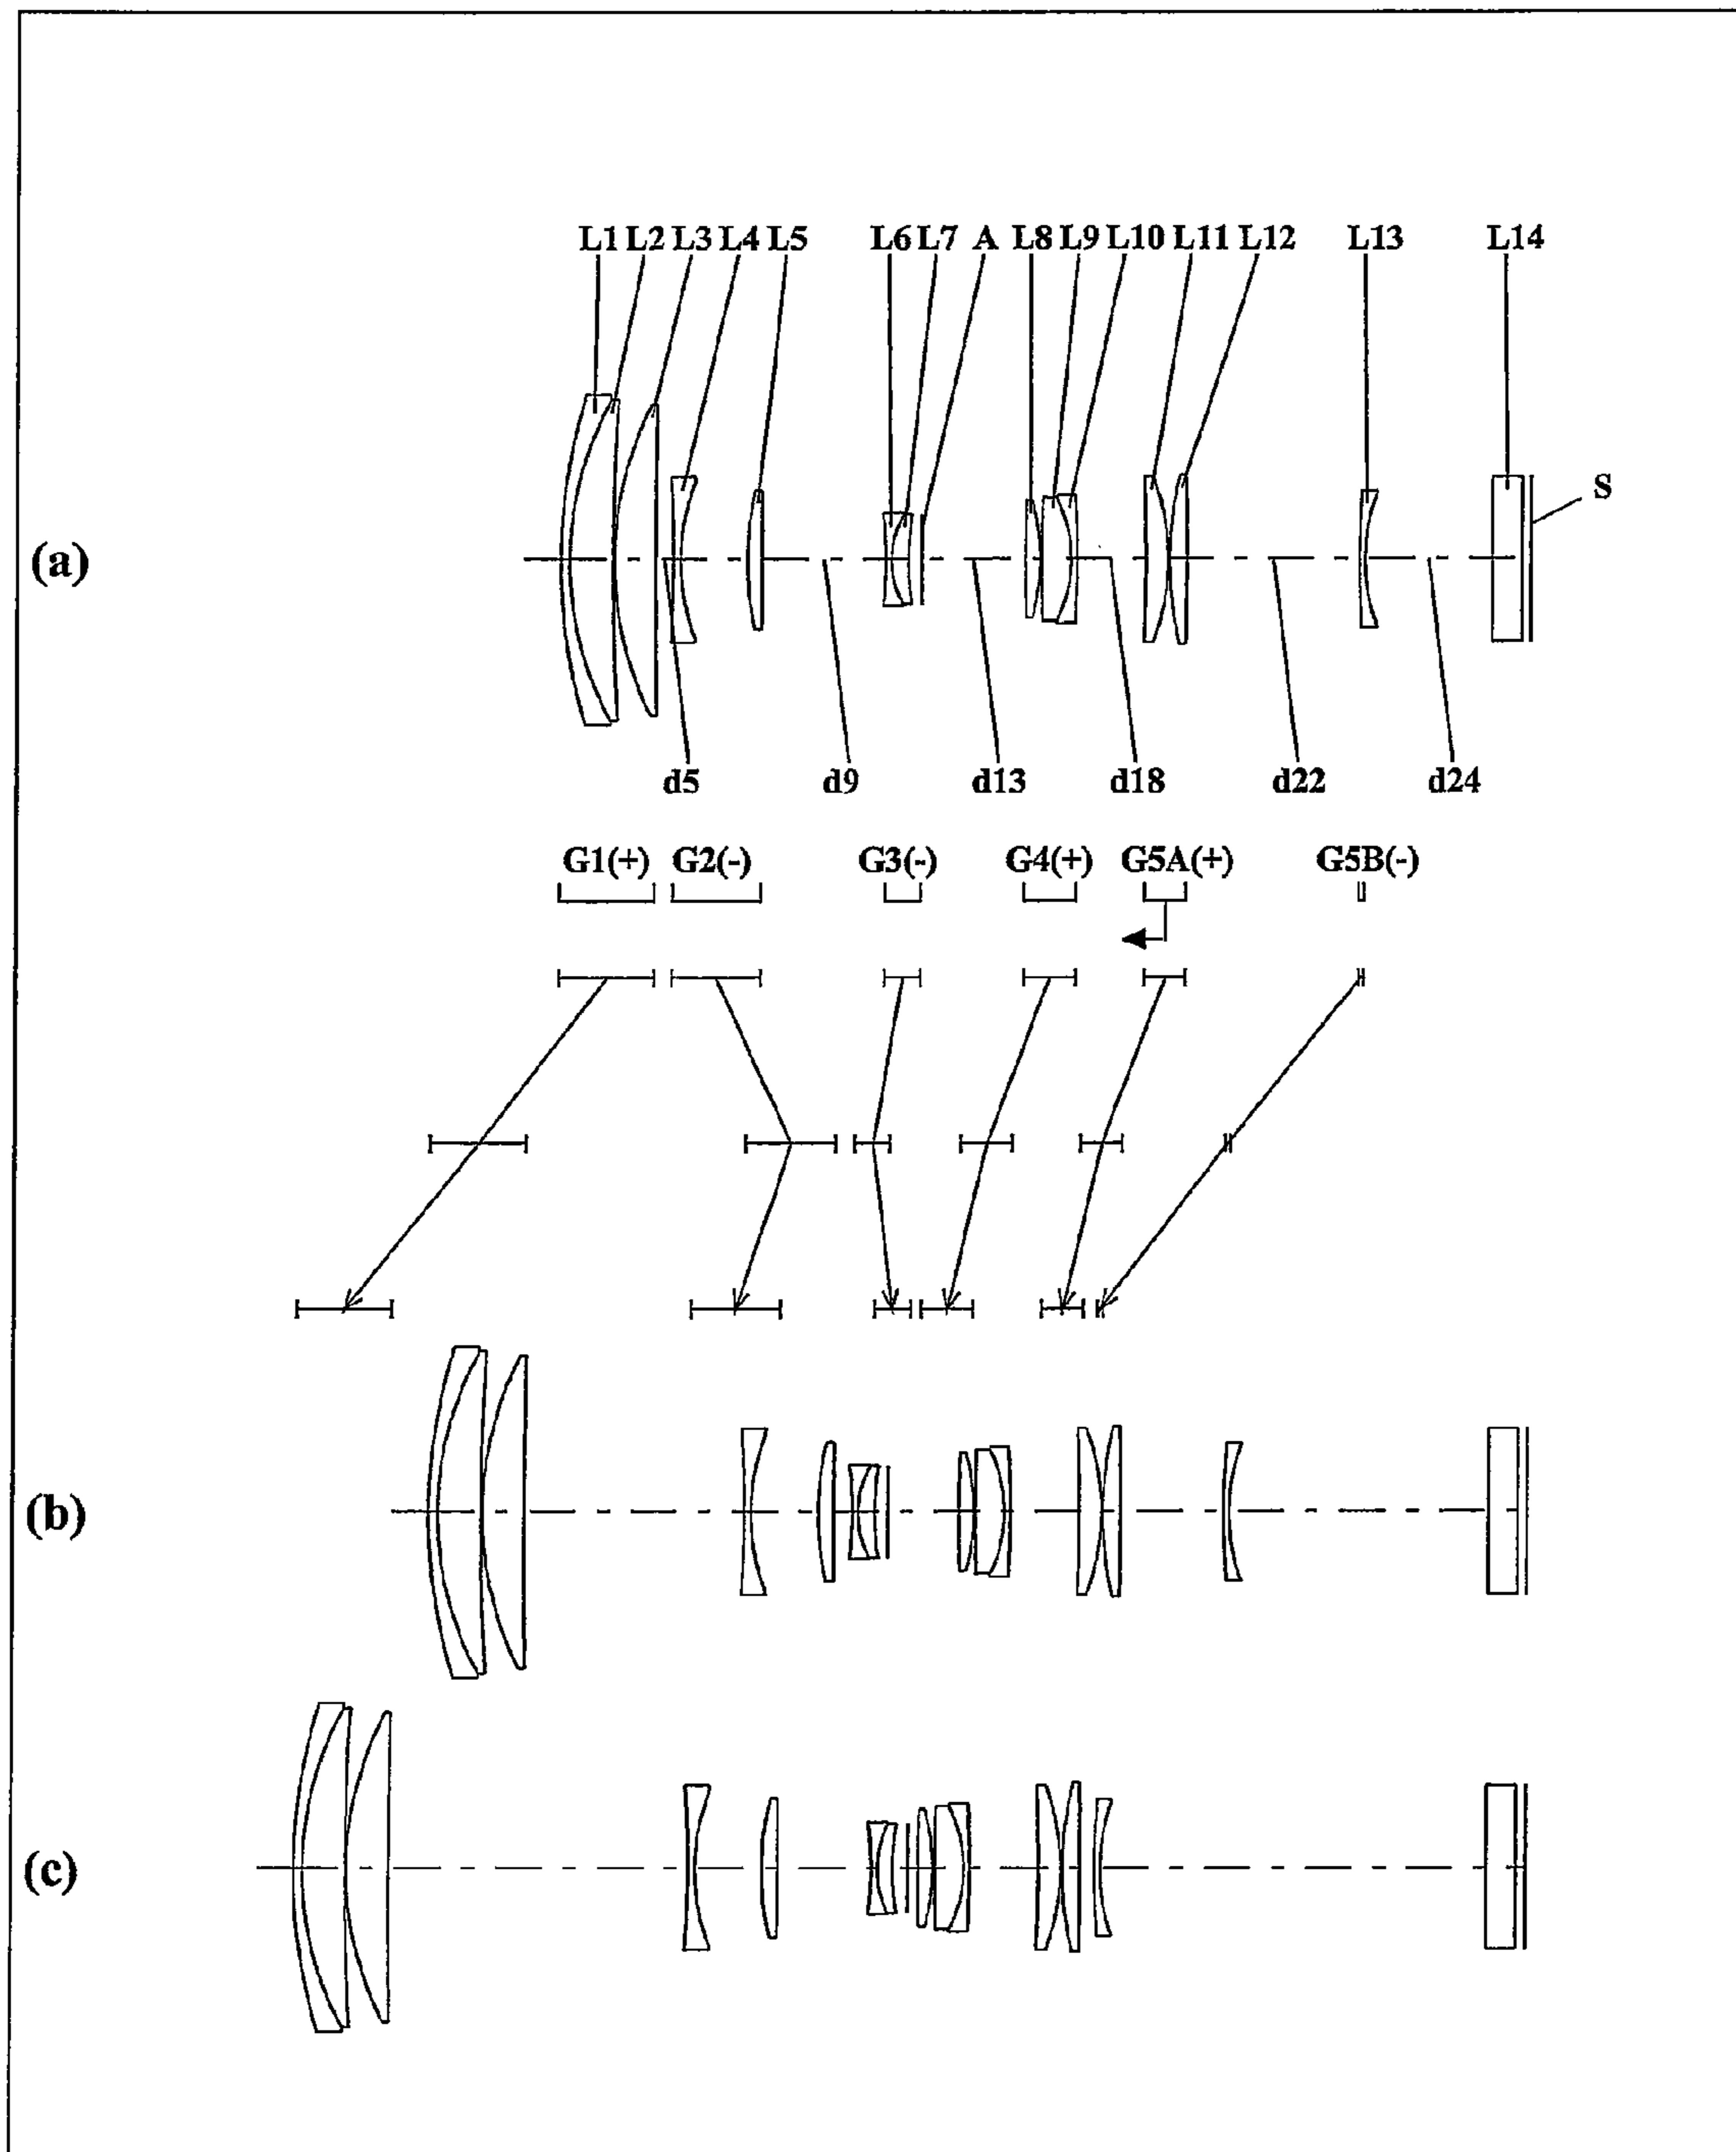 L1 L2 L3 L4 L5 L6 L7 A L8 L9 L10 L11 L12 L13 L14
S
(a)
d5 d9 d13 d18 d22 d24
G1(+) G2(-) G3(-) G4(+) G5A(+) G5B(-)
(b)
(c)